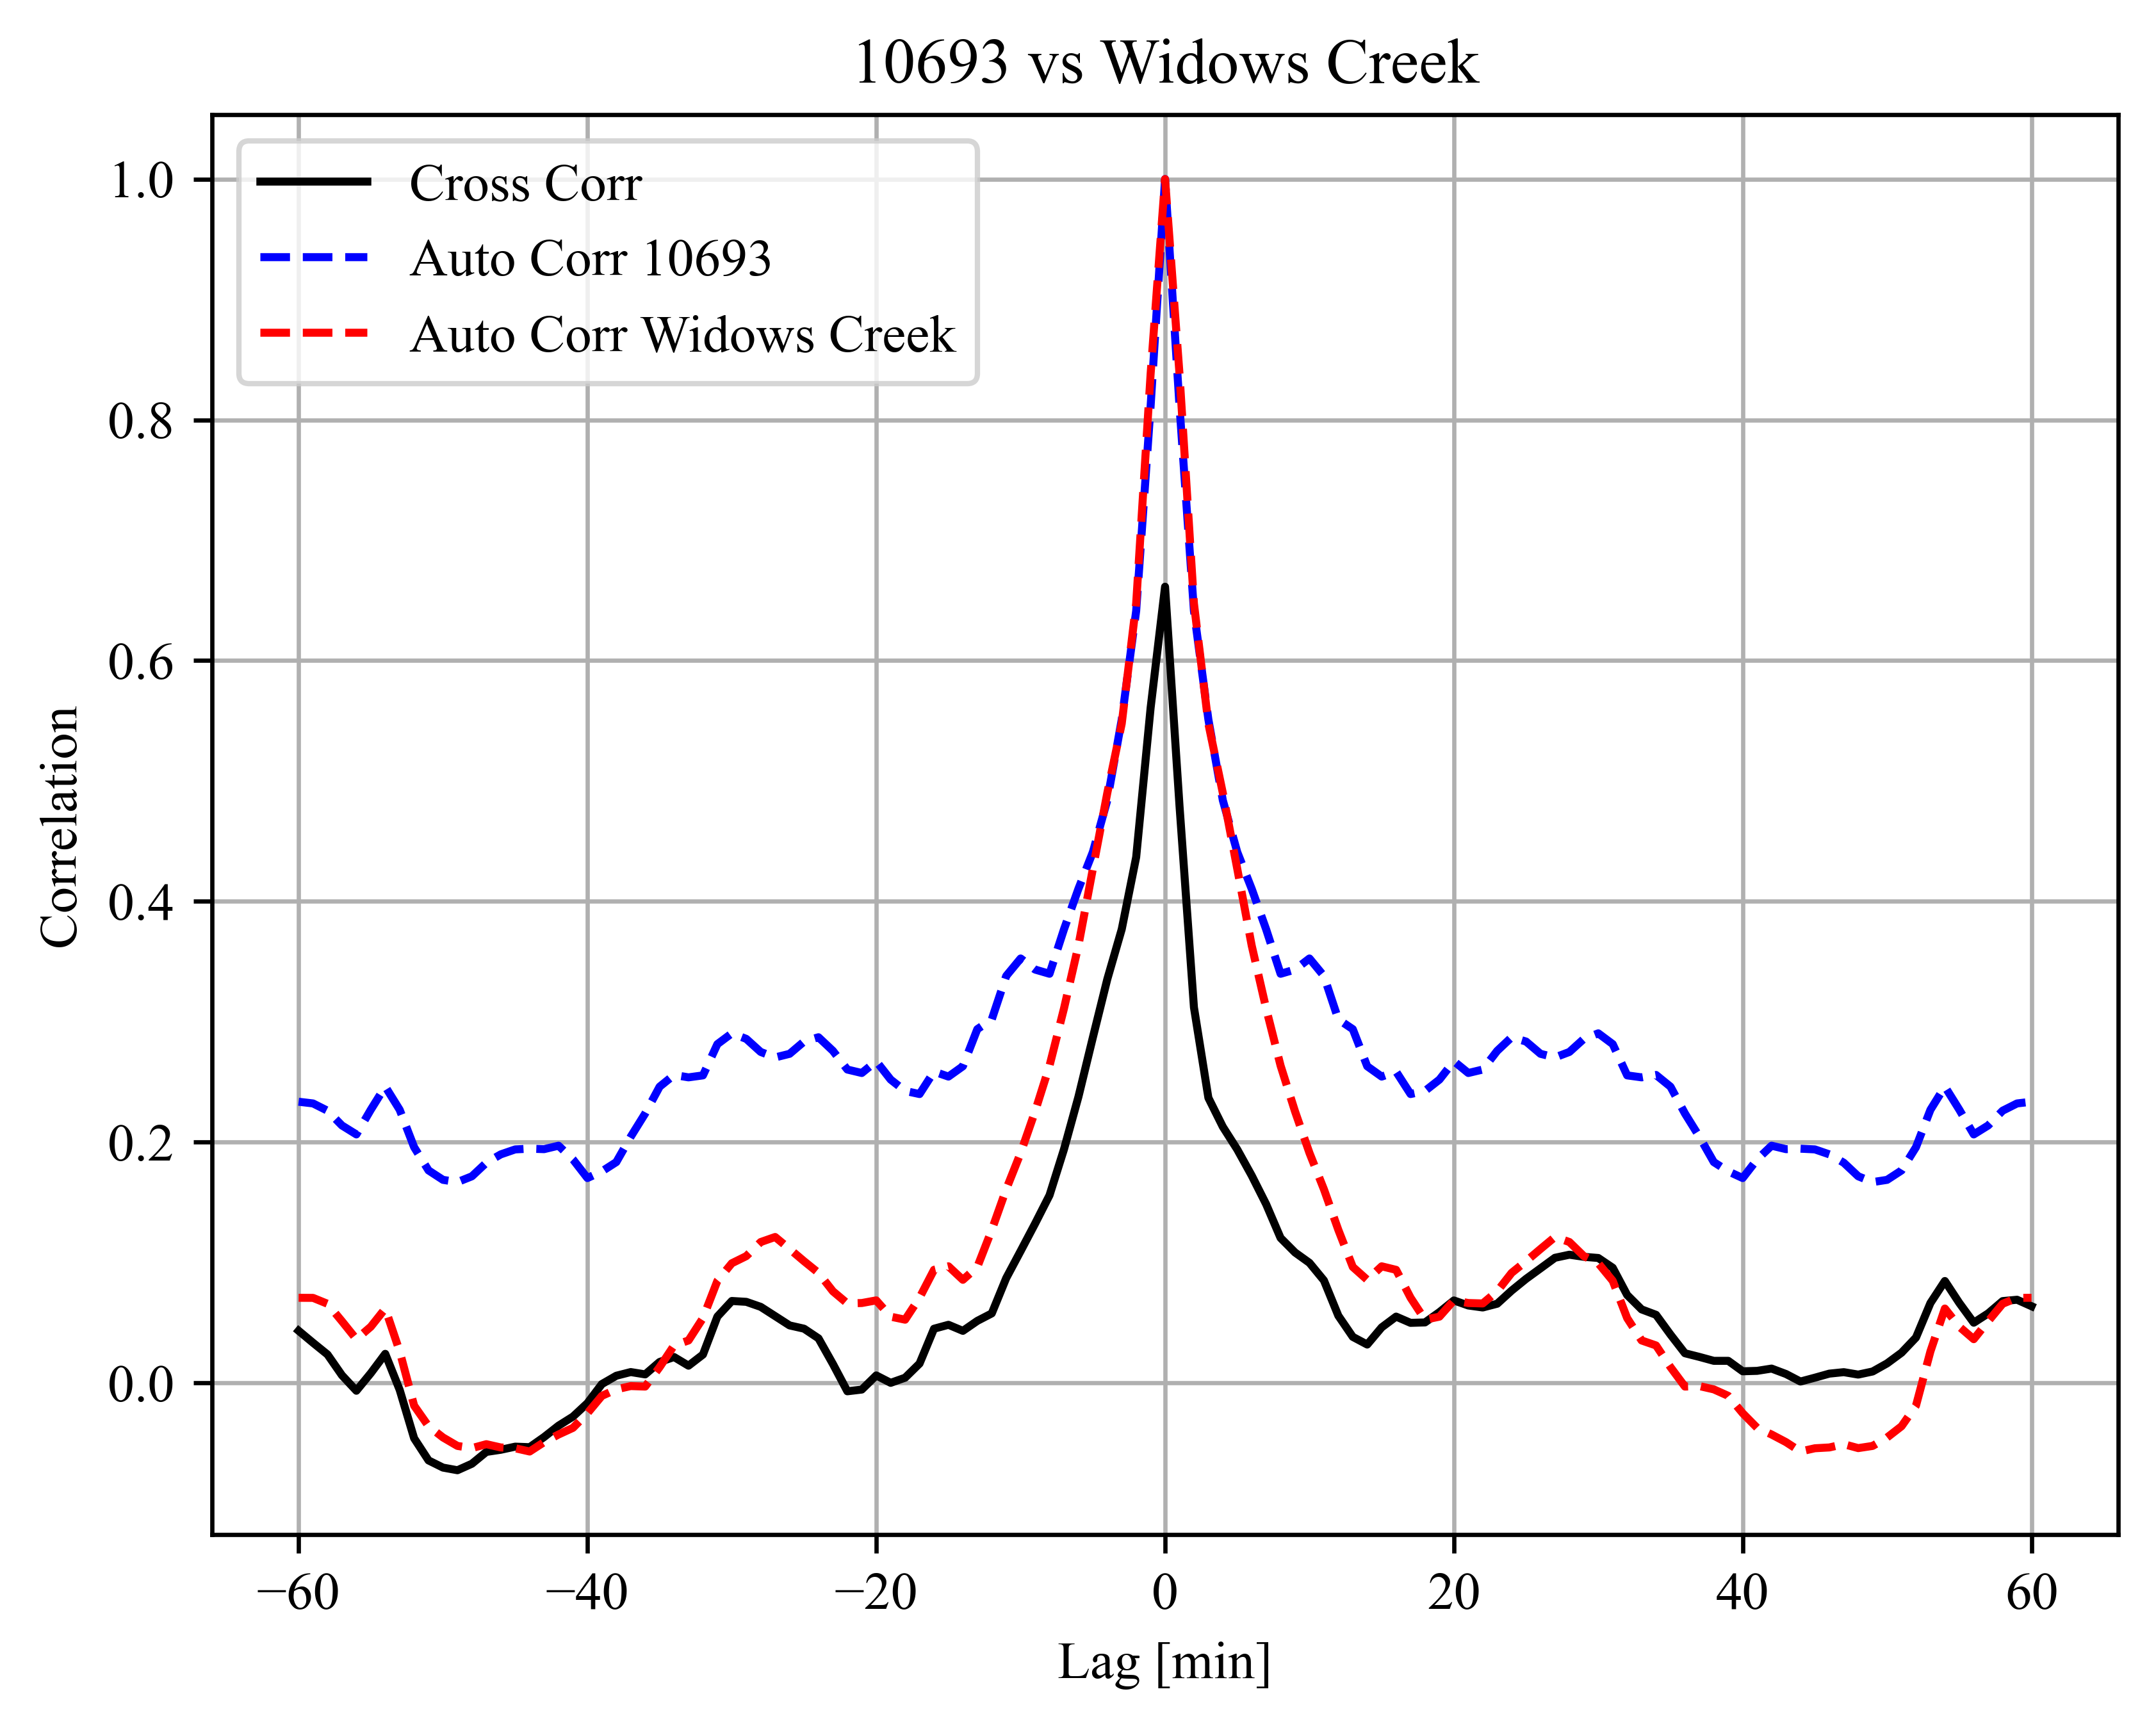 10693 vs Widows Creek
Cross Corr
Auto Corr 10693
Auto Corr Widows Creek
1.0
0.8
0.6
0.4
0.2
0.0
Correlation
−60 −40 −20 0 20 40 60
Lag [min]